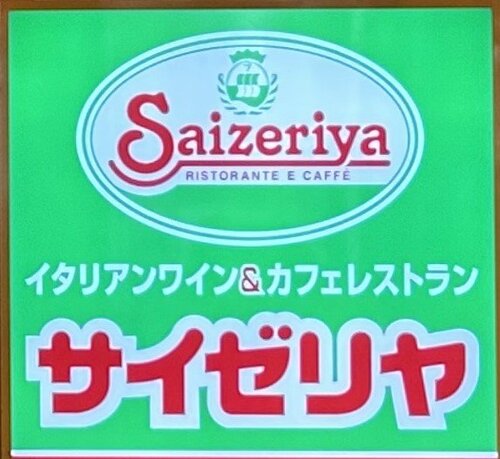 Saizeriya
RISTORANTE E CAFFÉ
イタリアンワイン&カフェレストラン
サイゼリヤ